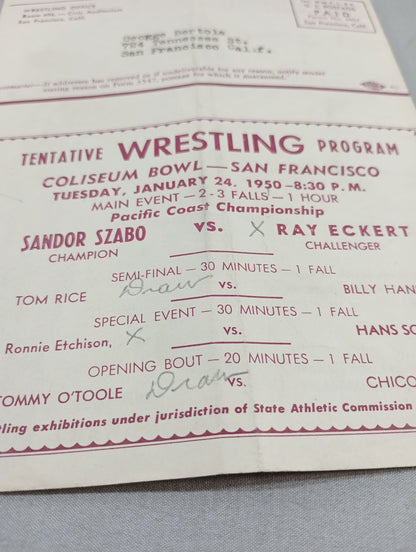 WRESTLING OFFICE
San Francisco, Calif.
PAID
San Francisco, Calif.
George Bertola
724 Tennessee St.
San Francisco Calif.
If addressee has removed or if undeliverable for any reason, notify sender
stating reason on Form 3547, postage for which is guaranteed.
TENTATIVE WRESTLING PROGRAM
COLISEUM BOWL — SAN FRANCISCO
TUESDAY, JANUARY 24, 1950 – 8:30 P. M.
MAIN EVENT – 2 - 3 FALLS – 1 HOUR
Pacific Coast Championship
SANDOR SZABO VS. X RAY ECKERT
CHAMPION CHALLENGER
SEMI-FINAL – 30 MINUTES – 1 FALL
TOM RICE Draw vs. BILLY HAN
SPECIAL EVENT – 30 MINUTES – 1 FALL
Ronnie Etchison, X vs. HANS SC
OPENING BOUT – 20 MINUTES – 1 FALL
TOMMY O'TOOLE Draw vs. CHICO
tling exhibitions under jurisdiction of State Athletic Commission